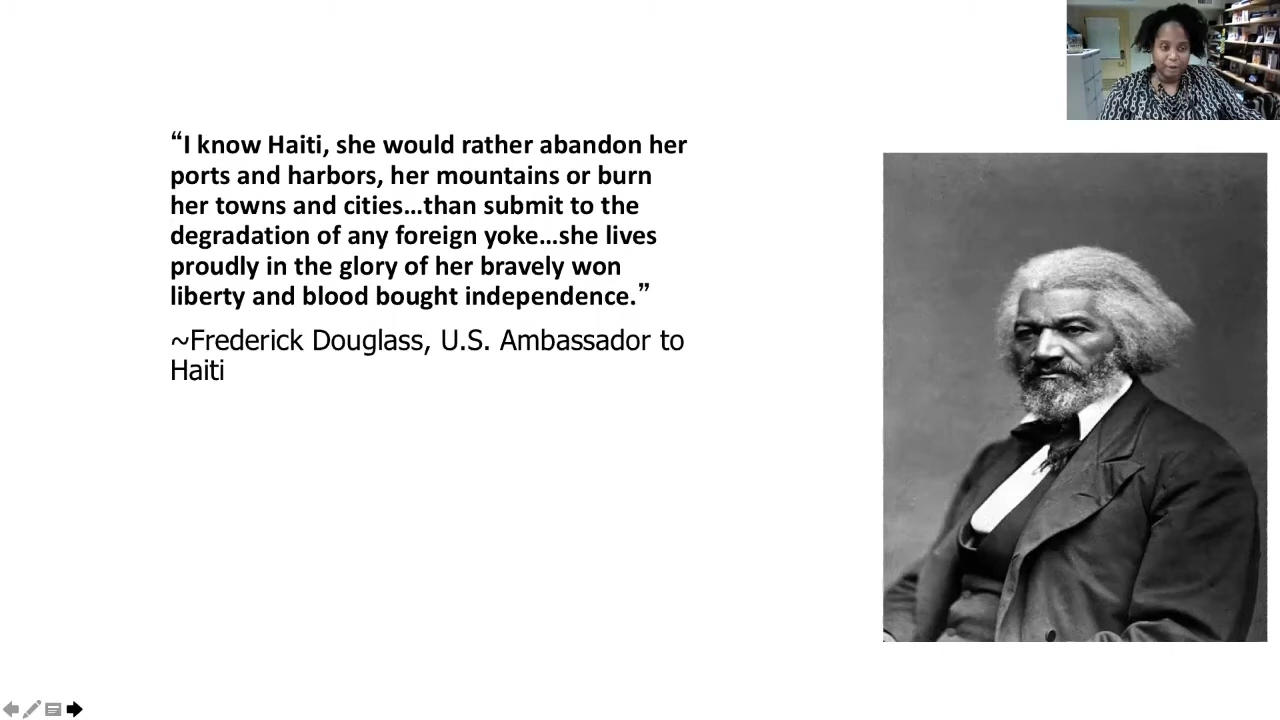 “I know Haiti, she would rather abandon her
ports and harbors, her mountains or burn
her towns and cities…than submit to the
degradation of any foreign yoke…she lives
proudly in the glory of her bravely won
liberty and blood bought independence.”
~Frederick Douglass, U.S. Ambassador to
Haiti